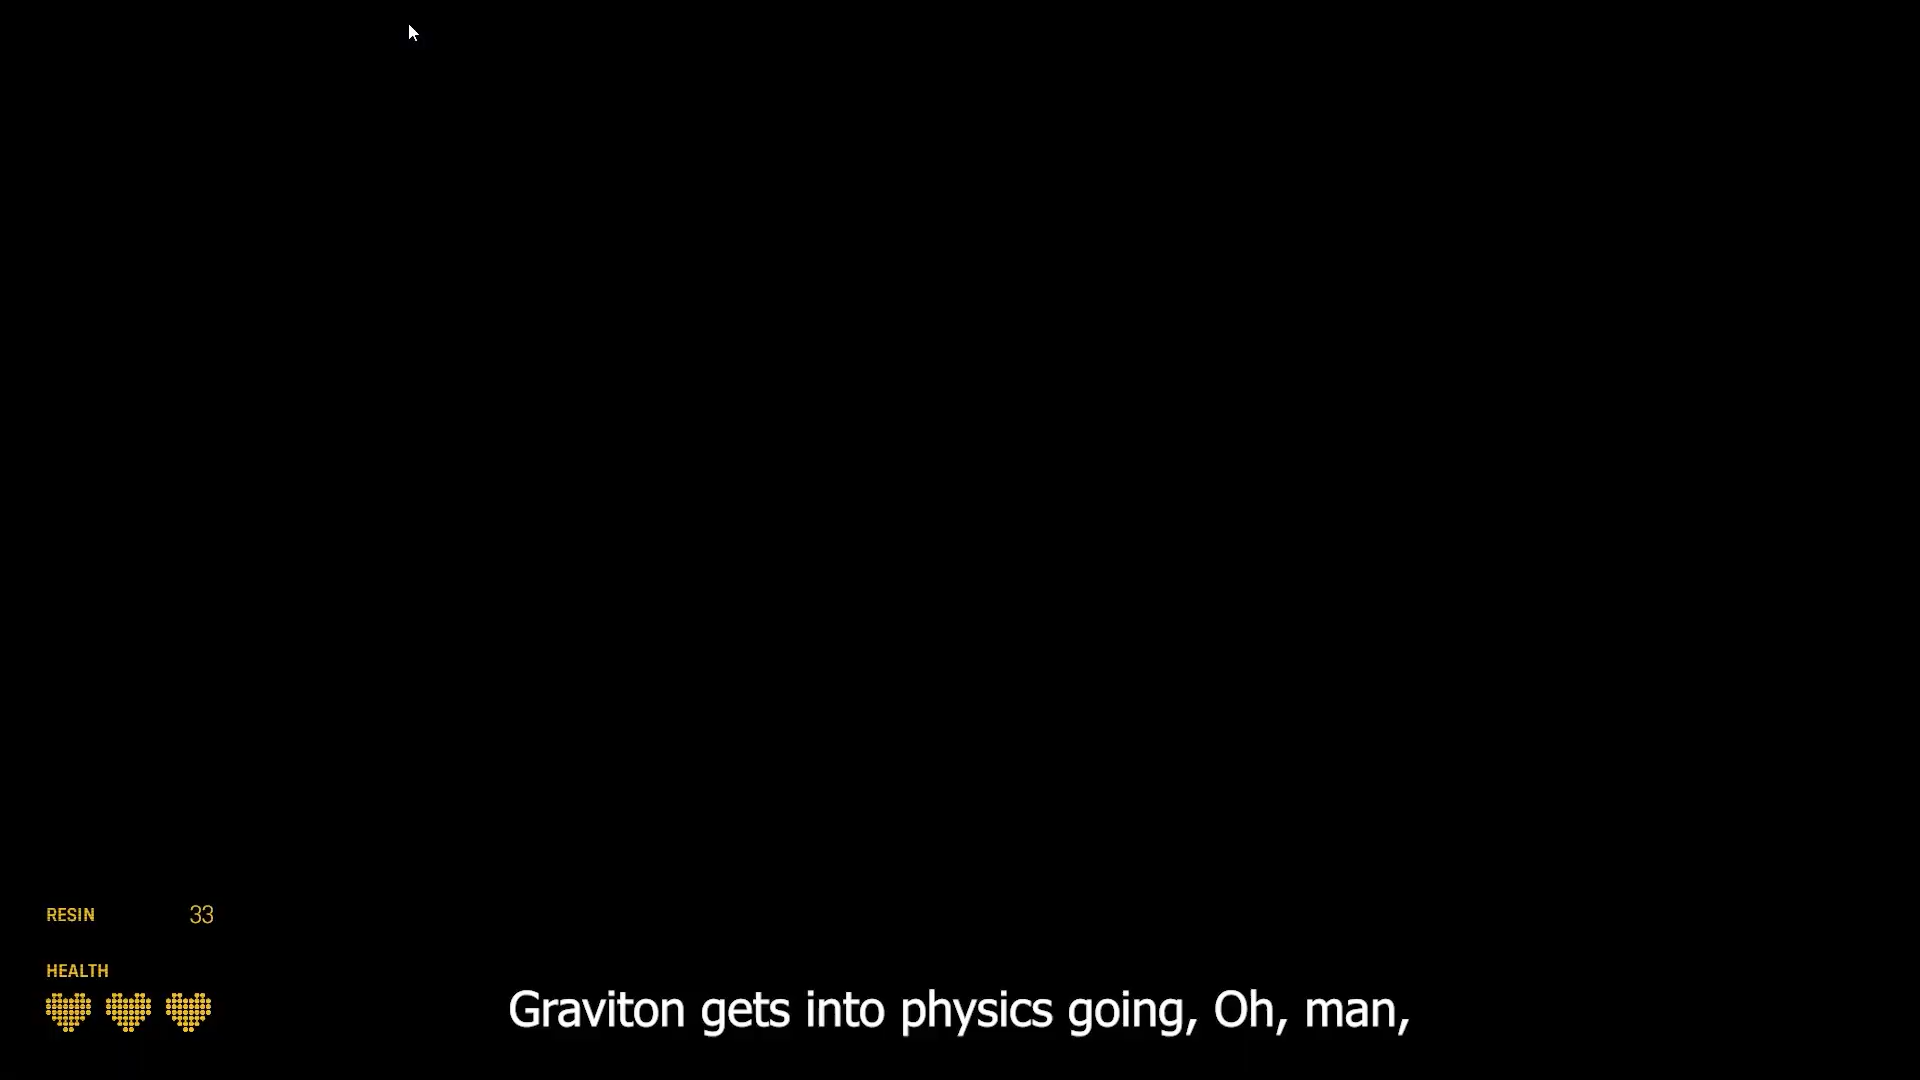 RESIN 33
HEALTH
Graviton gets into physics going, Oh, man,